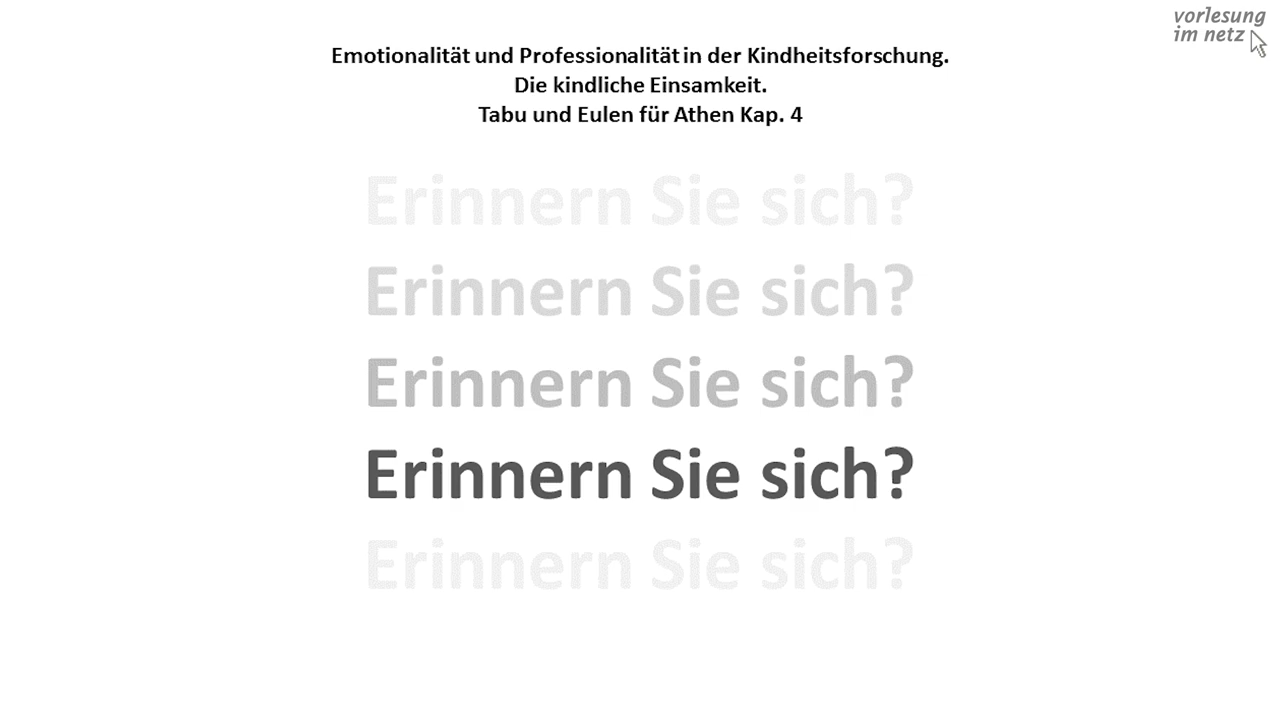 vorlesung
im netz
Emotionalität und Professionalität in der Kindheitsforschung.
Die kindliche Einsamkeit.
Tabu und Eulen für Athen Kap. 4
Erinnern Sie sich?
Erinnern Sie sich?
Erinnern Sie sich?
Erinnern Sie sich?
Erinnern Sie sich?